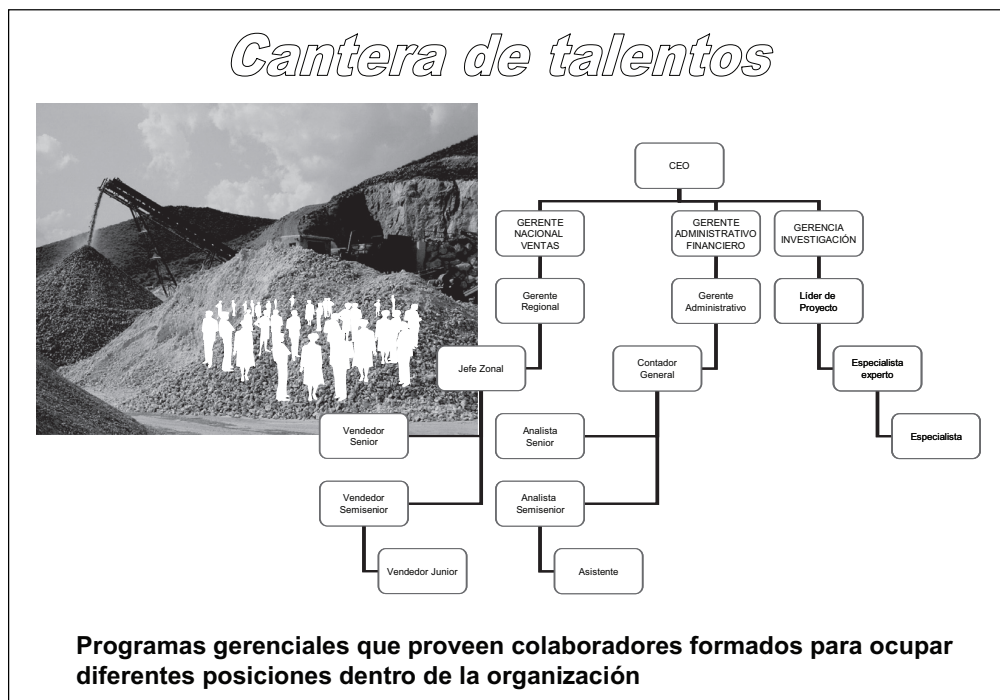 Cantera de talentos
CEO
GERENTE
NACIONAL
VENTAS
GERENTE
ADMINISTRATIVO
FINANCIERO
GERENCIA
INVESTIGACIÓN
Gerente
Regional
Gerente
Administrativo
Líder de
Proyecto
Jefe Zonal
Contador
General
Especialista
experto
Vendedor
Senior
Analista
Senior
Especialista
Vendedor
Semisenior
Analista
Semisenior
Vendedor Junior
Asistente
Programas gerenciales que proveen colaboradores formados para ocupar
diferentes posiciones dentro de la organización